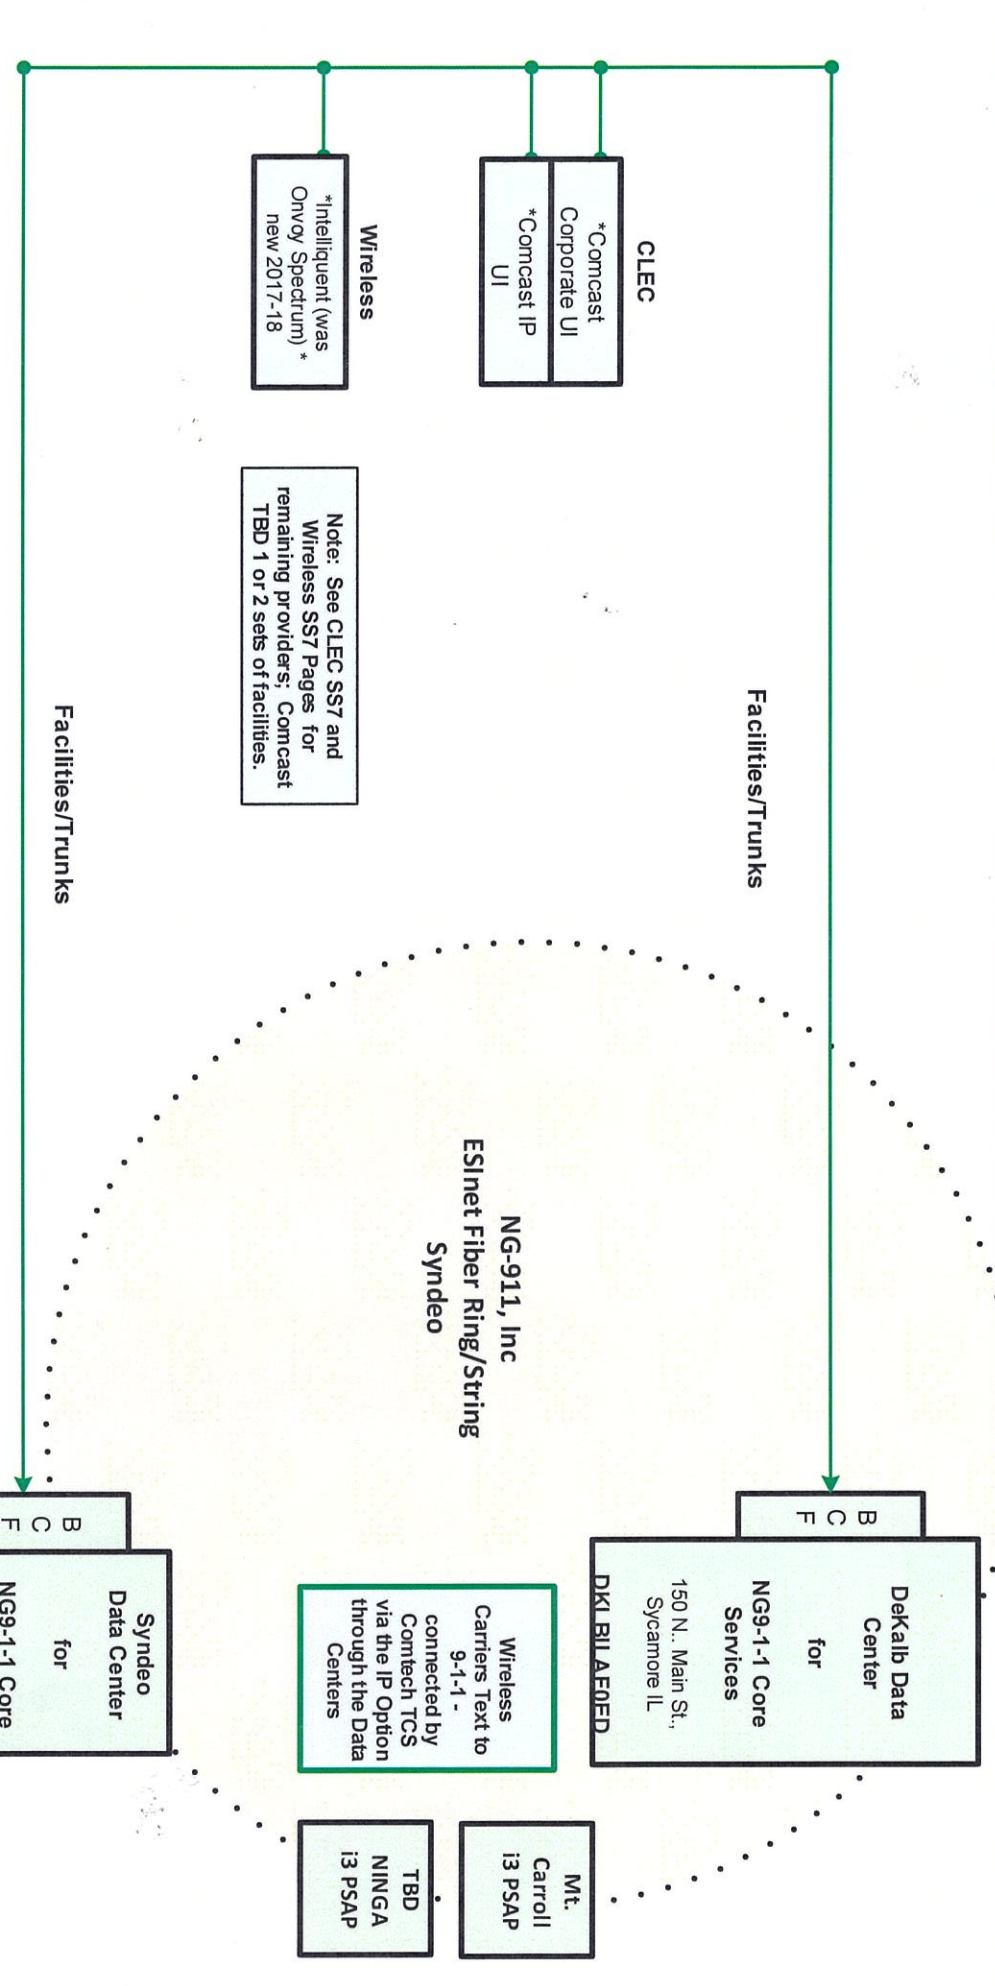 CLEC
*Comcast
Corporate UI
*Comcast IP
UI
Wireless
*Intelliquent (was
Onvoy Spectrum) *
new 2017-18
Note: See CLEC SS7 and
Wireless SS7 Pages for
remaining providers; Comcast
TBD 1 or 2 sets of facilities.
Facilities/Trunks
Facilities/Trunks
NG-911, Inc
ESInet Fiber Ring/String
Syndeo
B
C
F
DeKalb Data
Center
for
NG9-1-1 Core
Services
150 N.. Main St.,
Sycamore IL
Wireless
Carriers Text to
9-1-1 -
connected by
Comtech TCS
via the IP Option
through the Data
Centers
B
C
F
Syndeo
Data Center
for
NG9-1-1 Core
Mt.
Carroll
i3 PSAP
TBD
NINGA
i3 PSAP